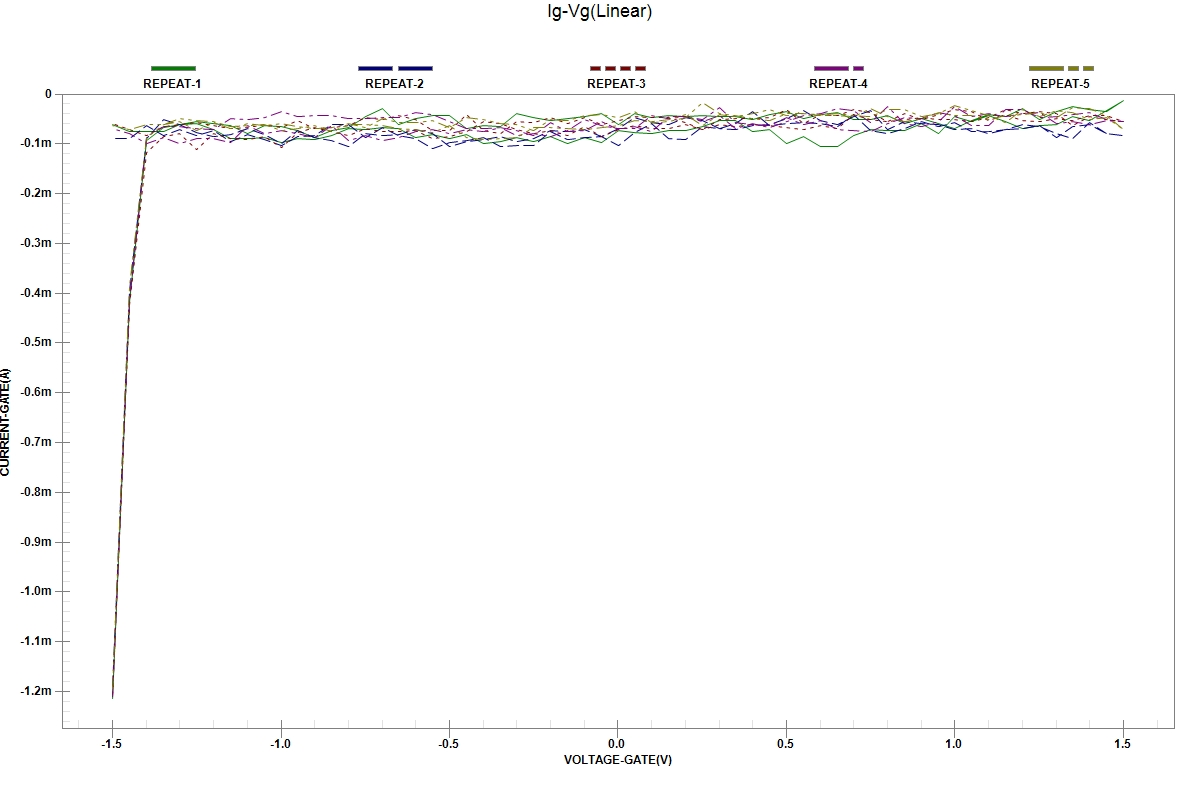 Ig-Vg(Linear)
REPEAT-1 REPEAT-2 REPEAT-3 REPEAT-4 REPEAT-5
0
-0.1m
-0.2m
-0.3m
-0.4m
-0.5m
-0.6m
-0.7m
-0.8m
-0.9m
-1.0m
-1.1m
-1.2m
CURRENT-GATE(A)
-1.5 -1.0 -0.5 0.0 0.5 1.0 1.5
VOLTAGE-GATE(V)